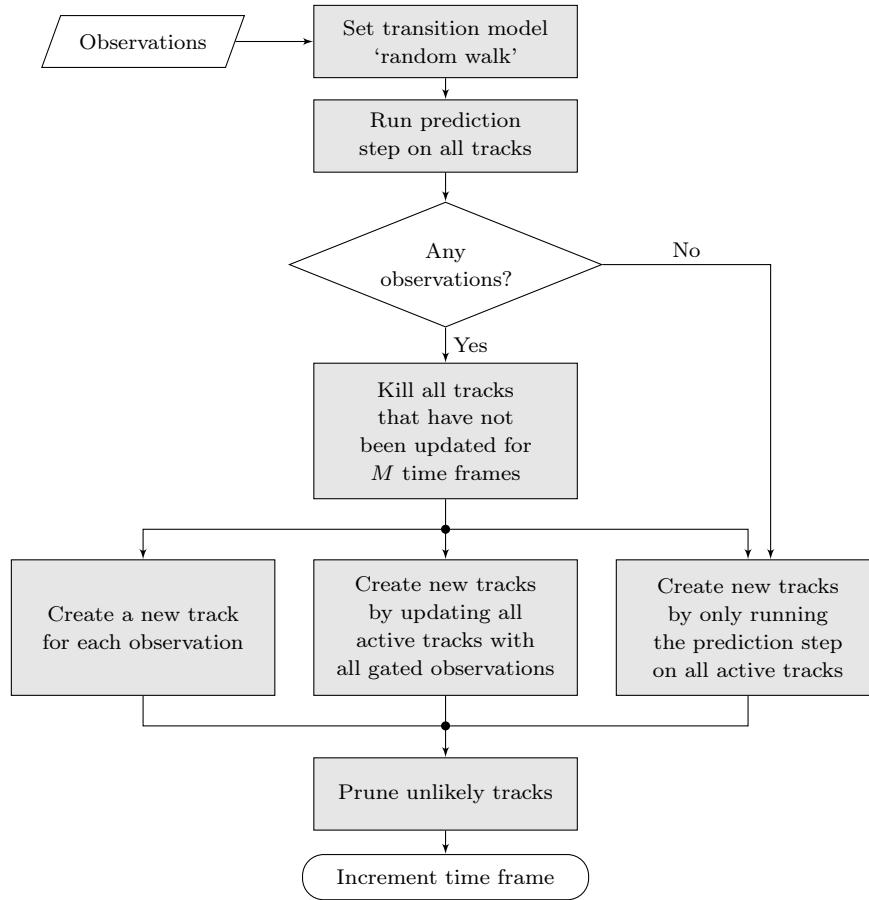 Observations
Set transition model
‘random walk’
Run prediction
step on all tracks
Any
observations?
No
Yes
Kill all tracks
that have not
been updated for
M time frames
Create a new track
for each observation
Create new tracks
by updating all
active tracks with
all gated observations
Create new tracks
by only running
the prediction step
on all active tracks
Prune unlikely tracks
Increment time frame